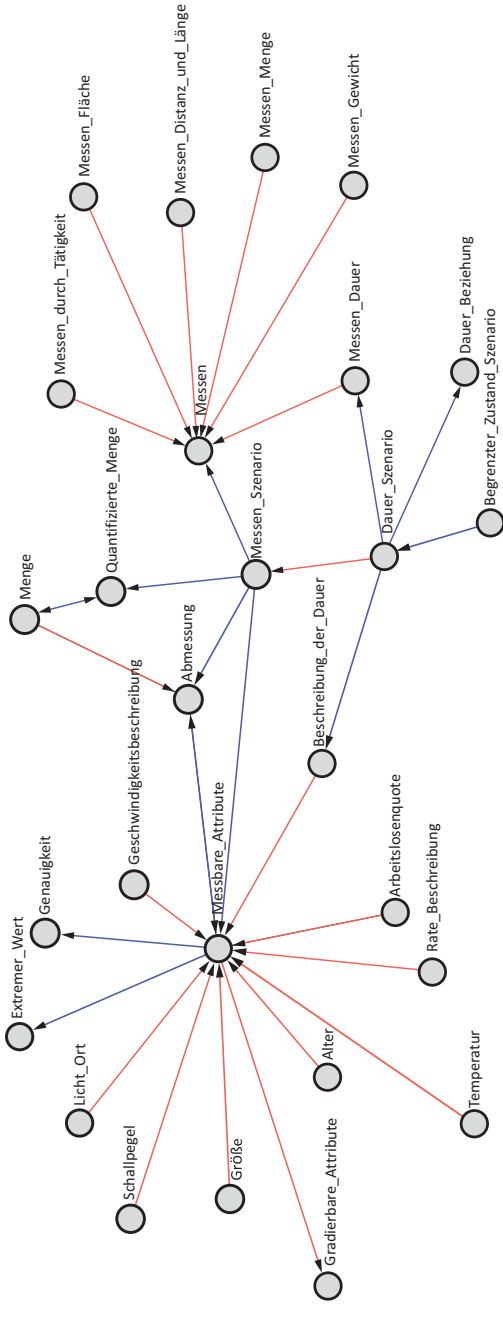 Extremer_Wert
Genauigkeit
Licht_Ort
Schallpegel
Größe
Gradierbare_Attribute
Geschwindigkeitsbeschreibung
Messbare_Attribute
Alter
Temperatur
Rate_Beschreibung
Arbeitslosenquote
Beschreibung_der_Dauer
Abmessung
Menge
Quantifizierte_Menge
Messen_Szenario
Dauer_Szenario
Begrenzter_Zustand_Szenario
Dauer_Beziehung
Messen_Dauer
Messen
Messen_durch_Tätigkeit
Messen_Fläche
Messen_Distanz_und_Länge
Messen_Menge
Messen_Gewicht